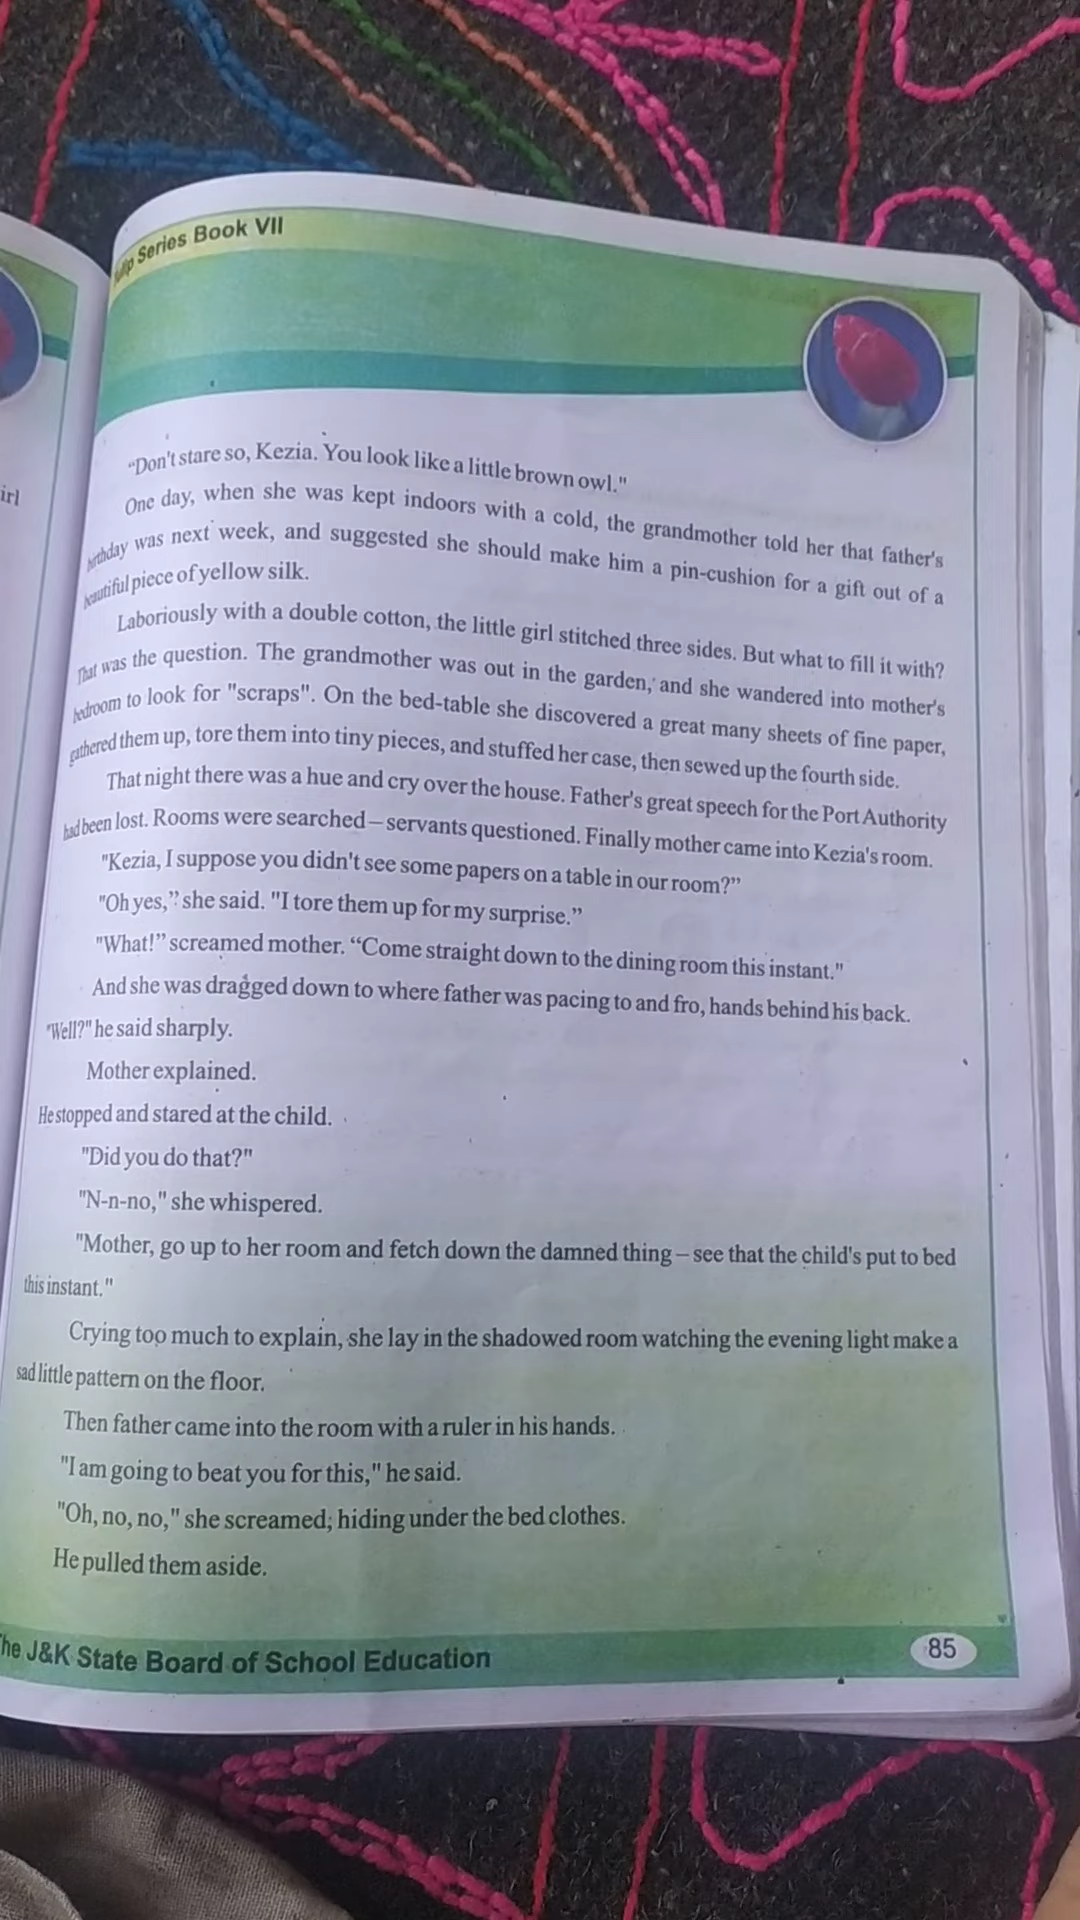 Tulip Series Book VII
irl
“Don't stare so, Kezia. You look like a little brown owl."
One day, when she was kept indoors with a cold, the grandmother told her that father's
birthday was next week, and suggested she should make him a pin-cushion for a gift out of a
beautiful piece of yellow silk.
Laboriously with a double cotton, the little girl stitched three sides. But what to fill it with?
That was the question. The grandmother was out in the garden, and she wandered into mother's
bedroom to look for "scraps". On the bed-table she discovered a great many sheets of fine paper,
gathered them up, tore them into tiny pieces, and stuffed her case, then sewed up the fourth side.
That night there was a hue and cry over the house. Father's great speech for the Port Authority
had been lost. Rooms were searched – servants questioned. Finally mother came into Kezia's room.
"Kezia, I suppose you didn't see some papers on a table in our room?”
"Oh yes,” she said. "I tore them up for my surprise.”
"What!” screamed mother. “Come straight down to the dining room this instant."
And she was dragged down to where father was pacing to and fro, hands behind his back.
"Well?" he said sharply.
Mother explained.
He stopped and stared at the child.
"Did you do that?"
"N-n-no," she whispered.
"Mother, go up to her room and fetch down the damned thing – see that the child's put to bed
this instant."
Crying too much to explain, she lay in the shadowed room watching the evening light make a
sad little pattern on the floor.
Then father came into the room with a ruler in his hands.
"I am going to beat you for this," he said.
"Oh, no, no," she screamed; hiding under the bed clothes.
He pulled them aside.
The J&K State Board of School Education
85